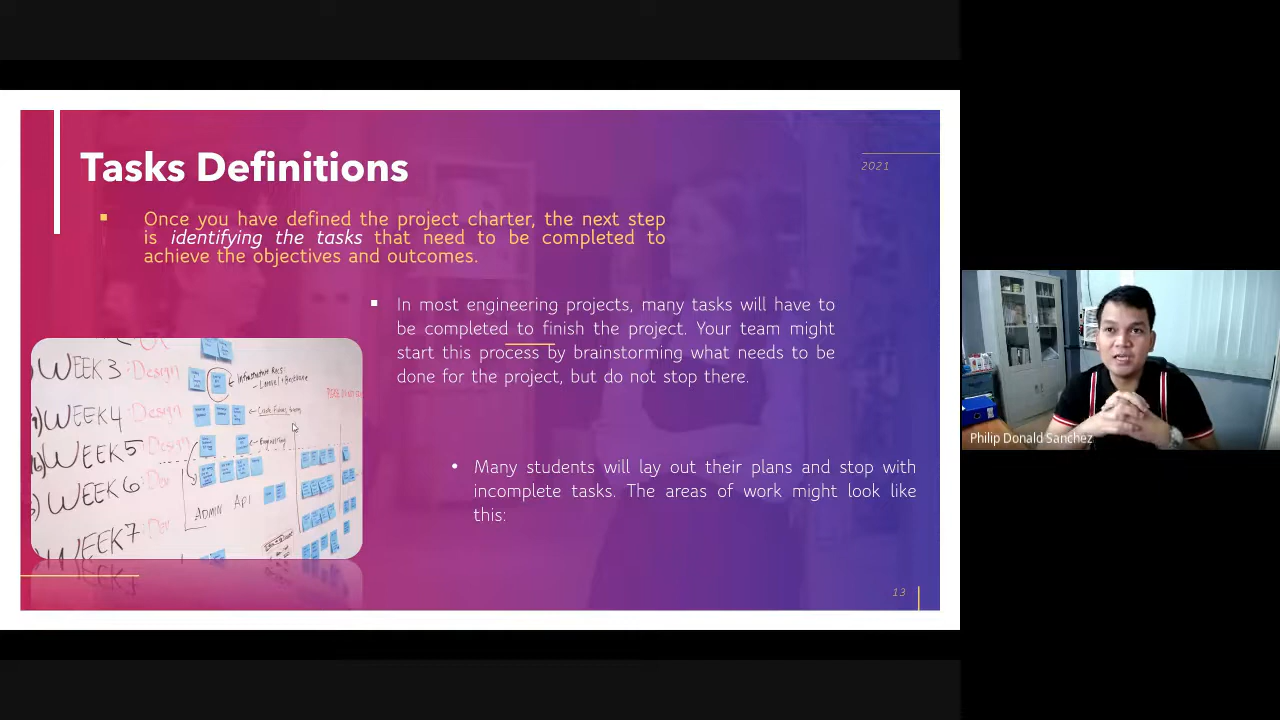 Tasks Definitions
2021
Once you have defined the project charter, the next step
is identifying the tasks that need to be completed to
achieve the objectives and outcomes.
In most engineering projects, many tasks will have to
be completed to finish the project. Your team might
start this process by brainstorming what needs to be
done for the project, but do not stop there.
WEEK 3 : Design
WEEK 4 Design
WEEK 5 Design
WEEK 6 Dev
WEEK 7 Dev
Engineering
ADMIN API
Many students will lay out their plans and stop with
incomplete tasks. The areas of work might look like
this:
13
Philip Donald Sanchez